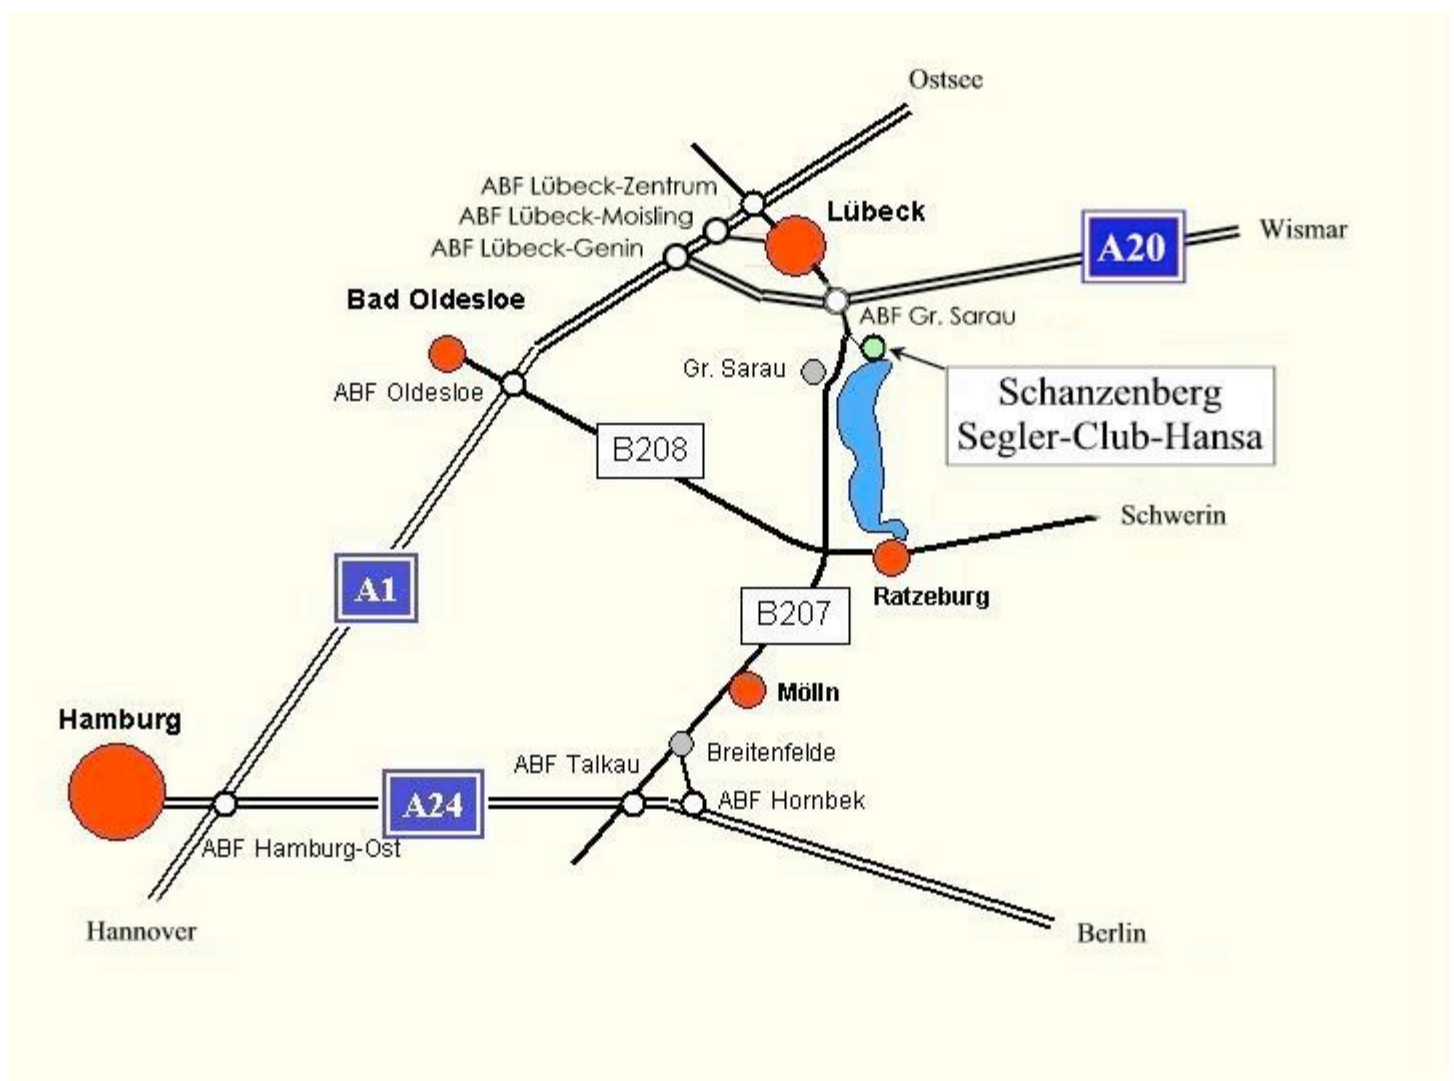 Ostsee
ABF Lübeck-Zentrum
ABF Lübeck-Moisling
Lübeck
ABF Lübeck-Genin
A20
Wismar
Bad Oldesloe
ABF Gr. Sarau
Gr. Sarau
ABF Oldesloe
Schanzenberg
Segler-Club-Hansa
B208
Schwerin
A1
Ratzeburg
B207
Mölln
Hamburg
Breitenfelde
ABF Talkau
A24
ABF Hornbek
ABF Hamburg-Ost
Hannover
Berlin